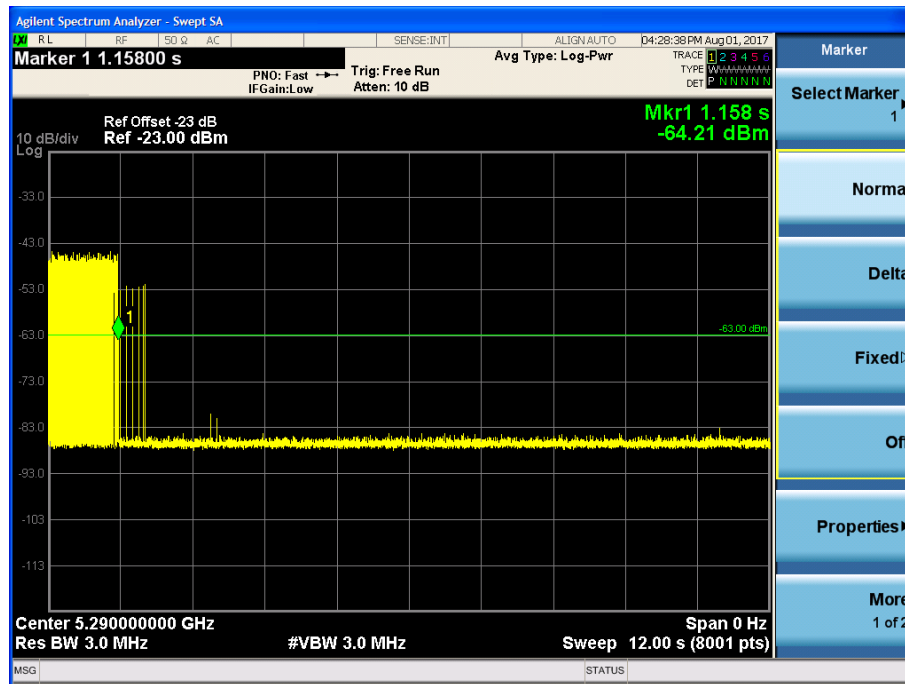 Agilent Spectrum Analyzer - Swept SA
LXI RL RF 50 Ω AC SENSE:INT ALIGNAUTO 04:28:38 PM Aug 01, 2017
Marker 1 1.15800 s
PNO: Fast
IFGain:Low
Trig: Free Run
Atten: 10 dB
Avg Type: Log-Pwr
TRACE 1 2 3 4 5 6
TYPE W
DET P N N N N N
Ref Offset -23 dB
10 dB/div Ref -23.00 dBm
Log
Mkr1 1.158 s
-64.21 dBm
-33.0
-43.0
-53.0
1
-63.0
-63.00 dBm
-73.0
-83.0
-93.0
-103
-113
Center 5.290000000 GHz Span 0 Hz
Res BW 3.0 MHz #VBW 3.0 MHz Sweep 12.00 s (8001 pts)
MSG STATUS
Marker
Select Marker
1
Norma
Delta
Fixed
Off
Properties
More
1 of 2